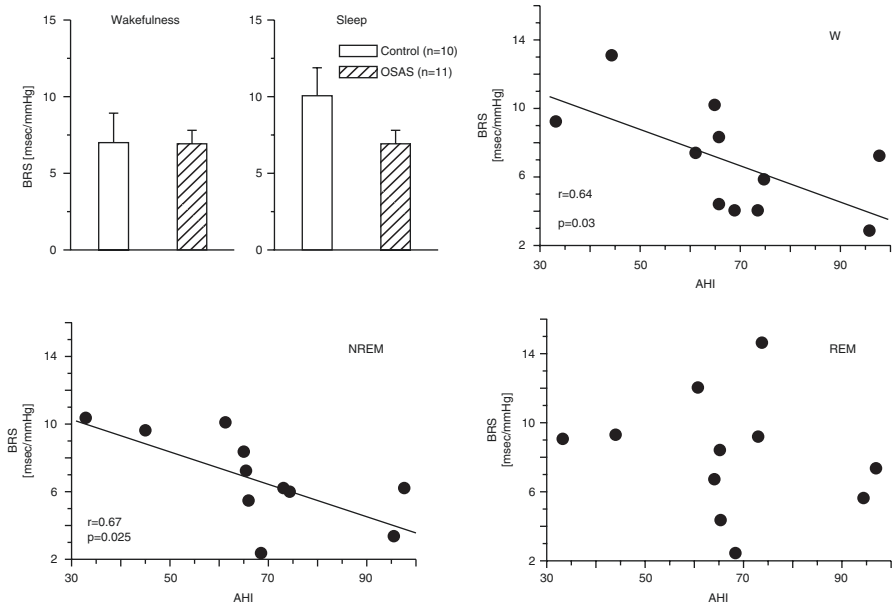 Wakefulness
15
10
5
0
BRS [msec/mmHg]
Sleep
15
10
5
0
Control (n=10)
OSAS (n=11)
W
14
10
6
2
BRS
[msec/mmHg]
r=0.64
p=0.03
30 50 70 90
AHI
NREM
14
10
6
2
BRS
[msec/mmHg]
r=0.67
p=0.025
30 50 70 90
AHI
REM
14
10
6
2
BRS
[msec/mmHg]
30 50 70 90
AHI